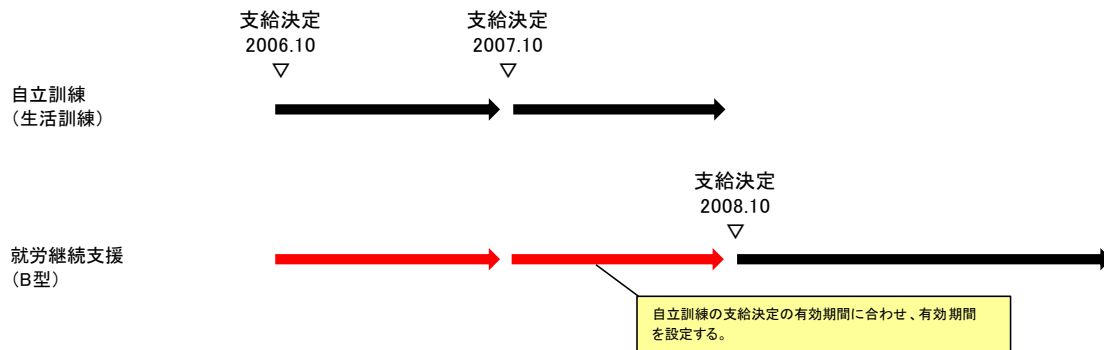 支給決定
2006.10
支給決定
2007.10
自立訓練
（生活訓練）
支給決定
2008.10
就労継続支援
（B型）
自立訓練の支給決定の有効期間に合わせ、有効期間
を設定する。